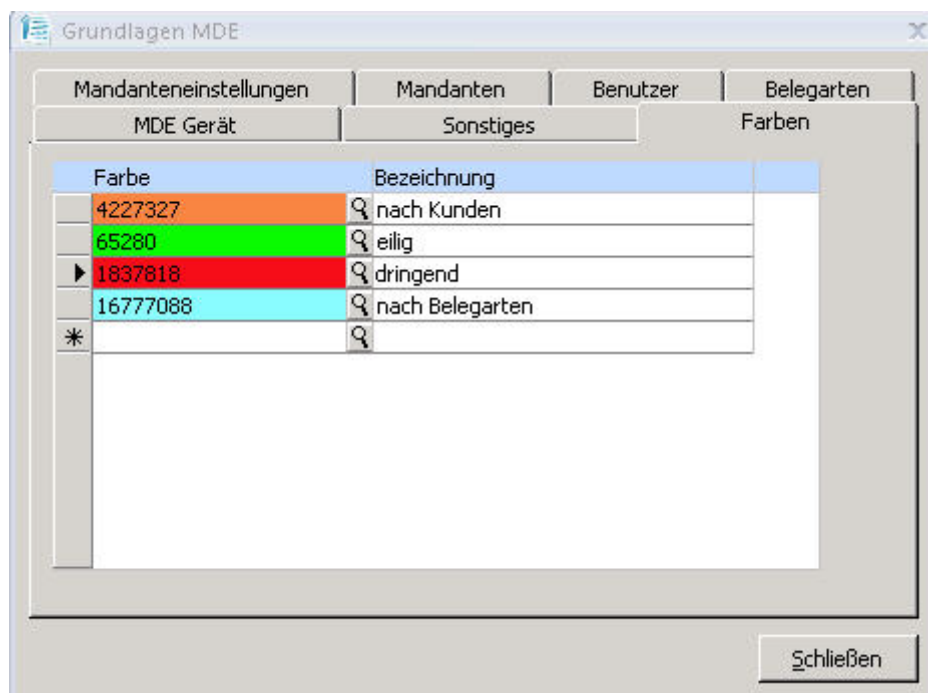 Grundlagen MDE
Mandanteneinstellungen Mandanten Benutzer Belegarten
MDE Gerät Sonstiges Farben
Farbe Bezeichnung
4227327 nach Kunden
65280 eilig
1837818 dringend
16777088 nach Belegarten
Schließen